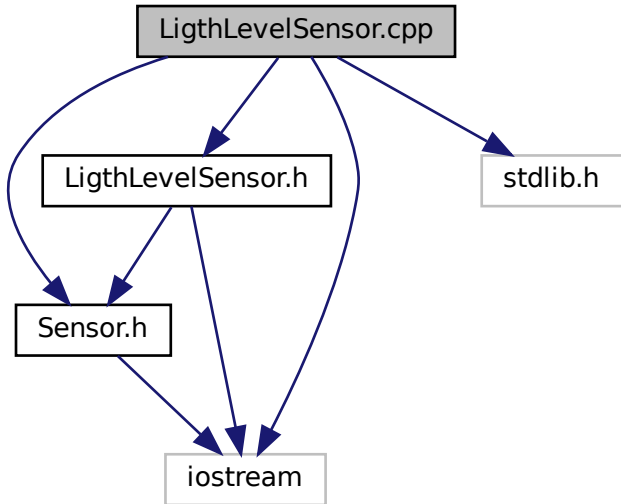 LigthLevelSensor.cpp
LigthLevelSensor.h
stdlib.h
Sensor.h
iostream